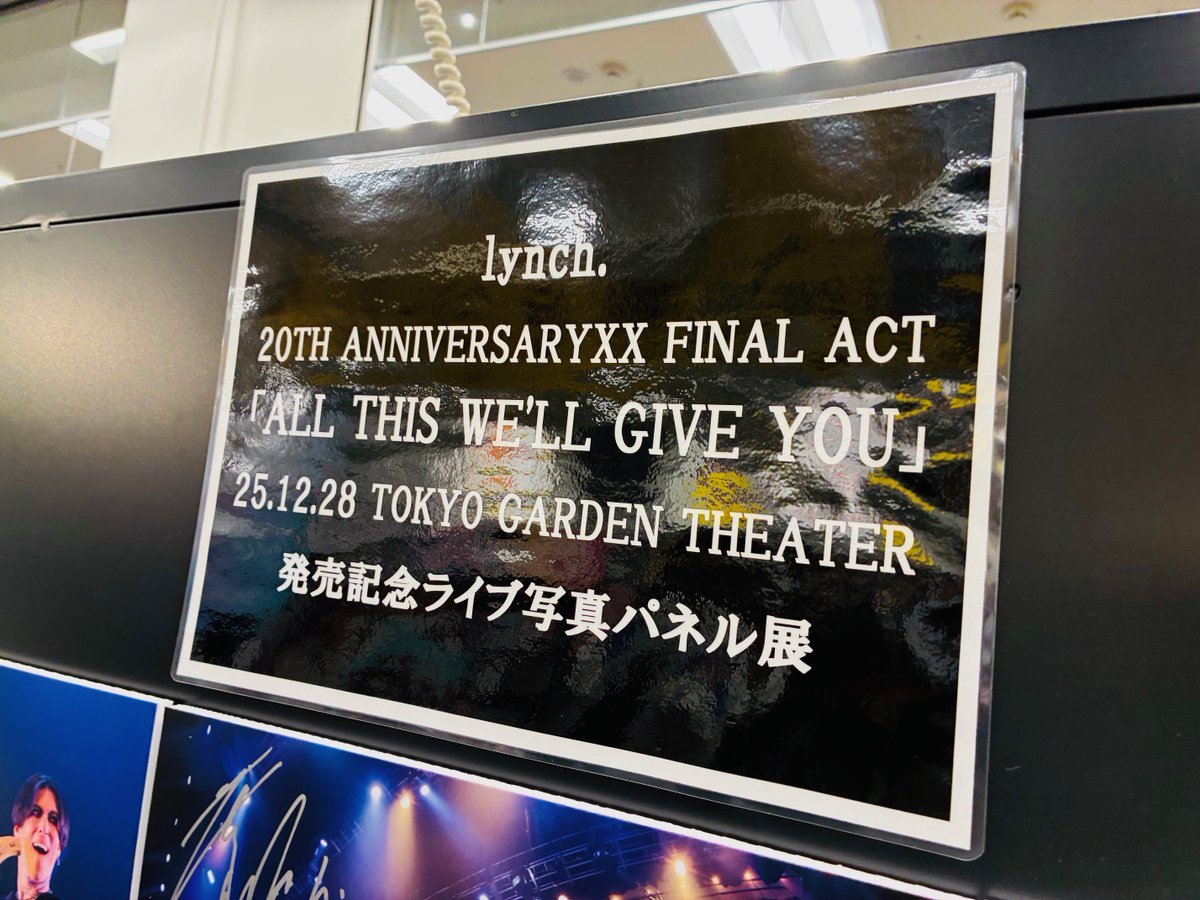 lynch.
20TH ANNIVERSARYXX FINAL ACT
「ALL THIS WE'LL GIVE YOU」
25.12.28 TOKYO GARDEN THEATER
発売記念ライブ写真パネル展